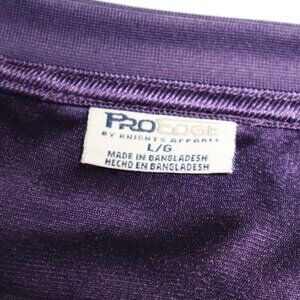 PROEDGE
BY KNIGHTS APPAREL
L/G
MADE IN BANGLADESH
HECHO EN BANGLADESH